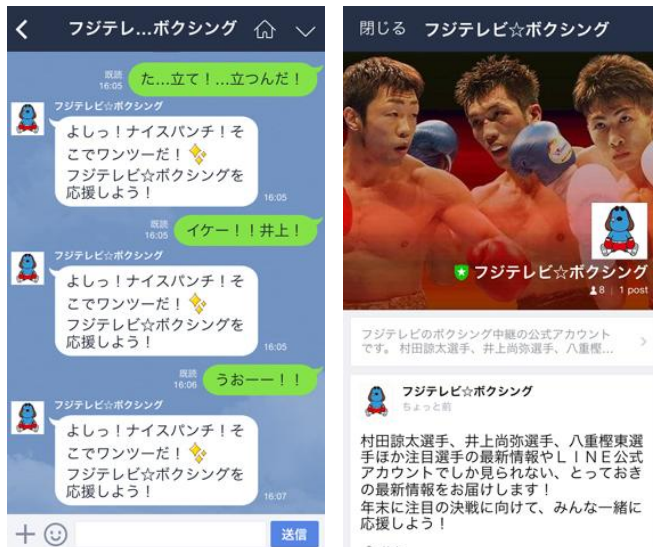 フジテレ...ボクシング
既読
16:05
た...立て！...立つんだ！
フジテレビ☆ボクシング
よしっ！ナイスパンチ！そ
こでワンツーだ！
フジテレビ☆ボクシングを
応援しよう！
16:05
既読
16:05
イケー！！井上！
フジテレビ☆ボクシング
よしっ！ナイスパンチ！そ
こでワンツーだ！
フジテレビ☆ボクシングを
応援しよう！
16:05
既読
16:06
うおーー！！
フジテレビ☆ボクシング
よしっ！ナイスパンチ！そ
こでワンツーだ！
フジテレビ☆ボクシングを
応援しよう！
16:07
送信
閉じる フジテレビ☆ボクシング
フジテレビ☆ボクシング
8 | 1 post
フジテレビのボクシング中継の公式アカウント
です。 村田諒太選手、井上尚弥選手、八重樫...
フジテレビ☆ボクシング
ちょっと前
村田諒太選手、井上尚弥選手、八重樫東選
手ほか注目選手の最新情報やＬＩＮＥ公式
アカウントでしか見られない、とっておき
の最新情報をお届けします！
年末に注目の決戦に向けて、みんな一緒に
応援しよう！